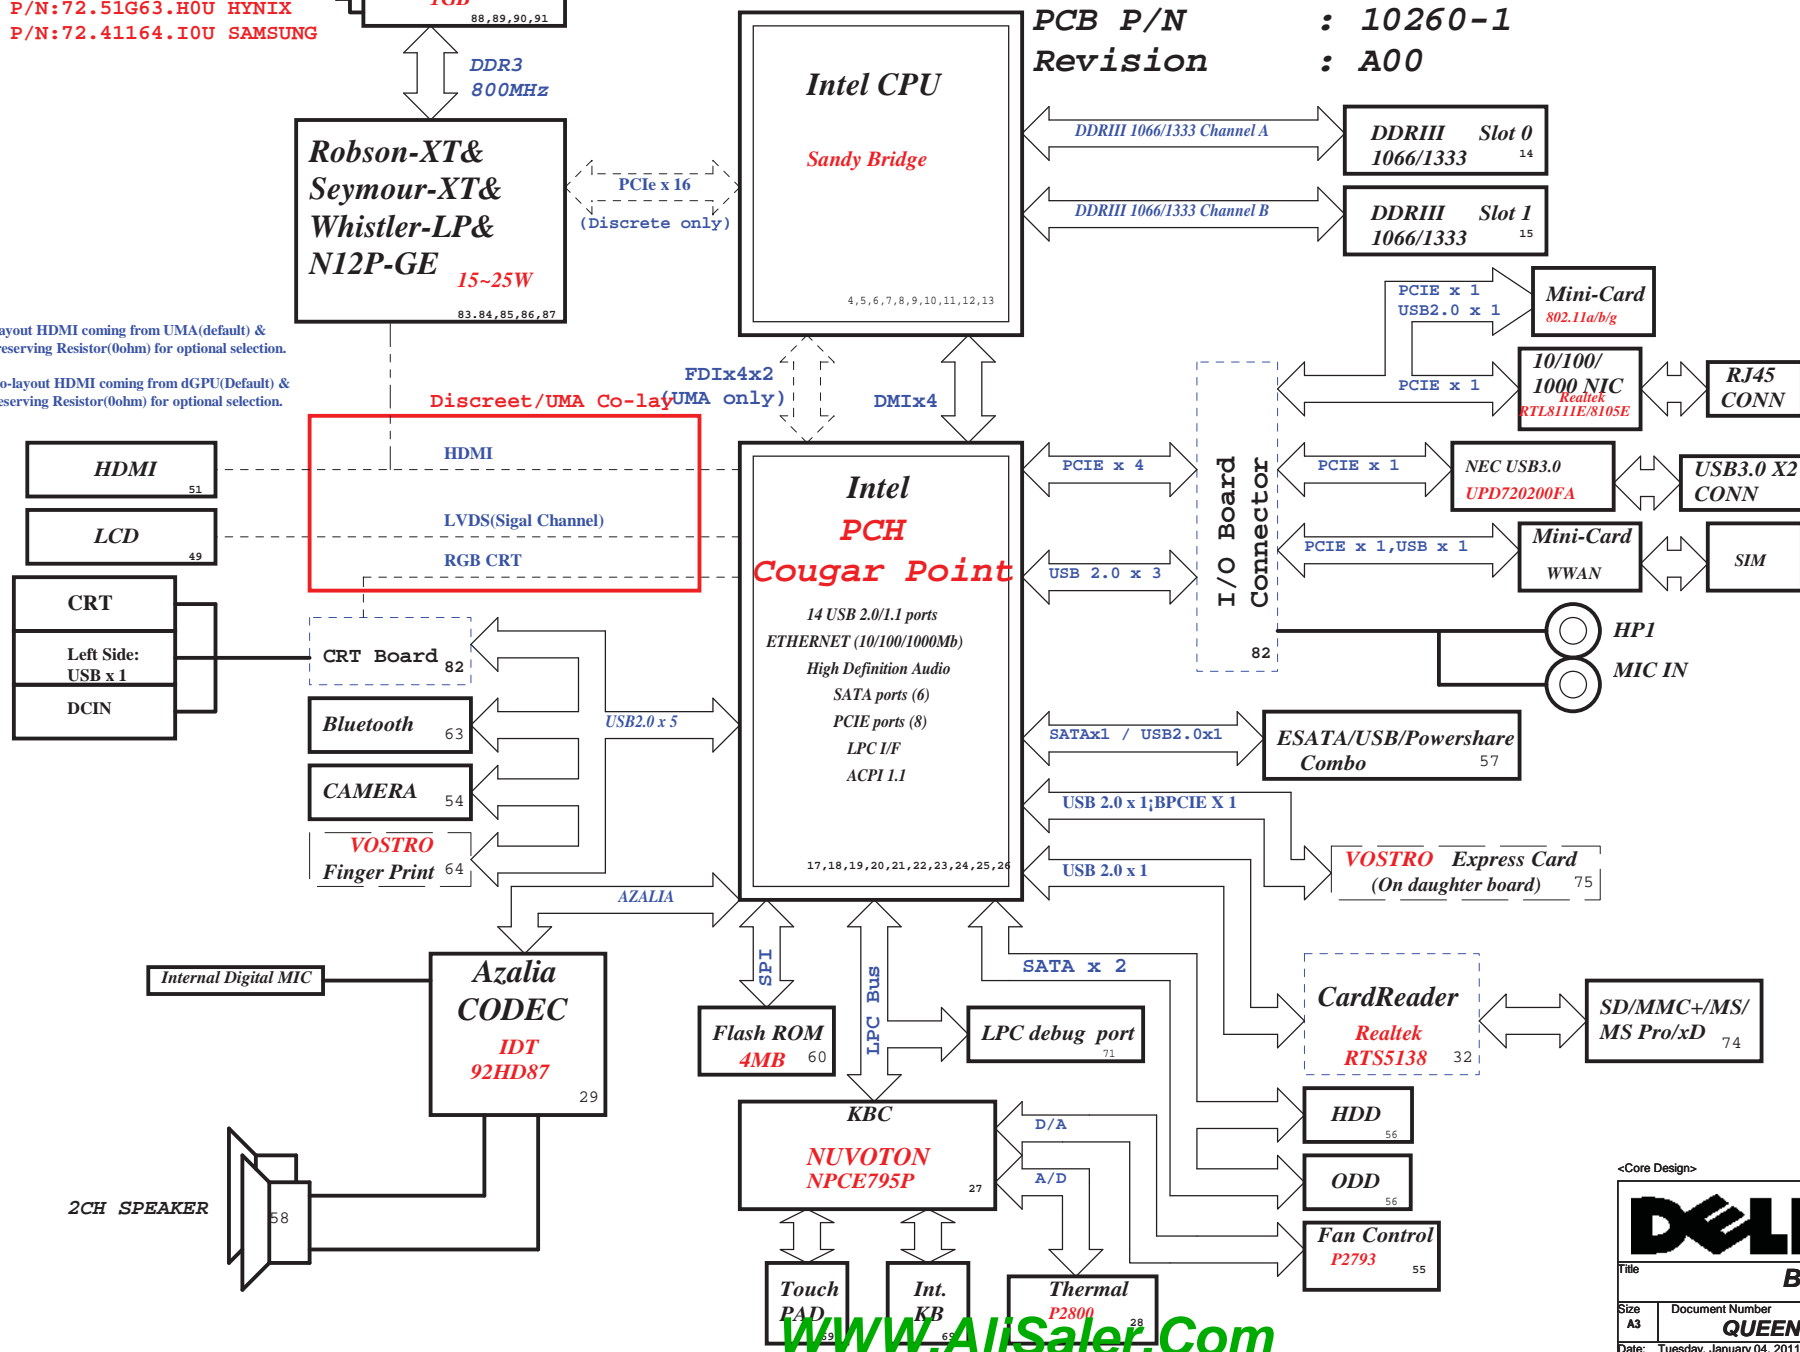 P/N:72.51G63.H0U HYNIX
P/N:72.41164.I0U SAMSUNG
1GB
88,89,90,91
DDR3
800MHz
PCB P/N : 10260-1
Revision : A00
Intel CPU
Sandy Bridge
4,5,6,7,8,9,10,11,12,13
Robson-XT&
Seymour-XT&
Whistler-LP&
N12P-GE
15~25W
83.84,85,86,87
PCIe x 16
(Discrete only)
DDRIII 1066/1333 Channel A
DDRIII Slot 0
1066/1333 14
DDRIII 1066/1333 Channel B
DDRIII Slot 1
1066/1333 15
ayout HDMI coming from UMA(default) &
reserving Resistor(0ohm) for optional selection.
o-layout HDMI coming from dGPU(Default) &
eserving Resistor(0ohm) for optional selection.
FDIx4x2
(UMA only)
DMIx4
Discreet/UMA Co-lay
HDMI
LVDS(Sigal Channel)
RGB CRT
HDMI
51
LCD
49
CRT
Left Side:
USB x 1
DCIN
CRT Board 82
Bluetooth 63
CAMERA 54
VOSTRO
Finger Print 64
USB2.0 x 5
AZALIA
Intel
PCH
Cougar Point
14 USB 2.0/1.1 ports
ETHERNET (10/100/1000Mb)
High Definition Audio
SATA ports (6)
PCIE ports (8)
LPC I/F
ACPI 1.1
17,18,19,20,21,22,23,24,25,26
PCIE x 4
USB 2.0 x 3
I/O Board
Connector
82
PCIE x 1
USB2.0 x 1
Mini-Card
802.11a/b/g
PCIE x 1
10/100/
1000 NIC
Realtek
RTL8111E/8105E
RJ45
CONN
PCIE x 1
NEC USB3.0
UPD720200FA
USB3.0 X2
CONN
PCIE x 1,USB x 1
Mini-Card
WWAN
SIM
HP1
MIC IN
SATAx1 / USB2.0x1
ESATA/USB/Powershare
Combo 57
USB 2.0 x 1¡BPCIE X 1
VOSTRO Express Card
(On daughter board) 75
USB 2.0 x 1
CardReader
Realtek
RTS5138 32
SD/MMC+/MS/
MS Pro/xD 74
Internal Digital MIC
Azalia
CODEC
IDT
92HD87
29
2CH SPEAKER
58
SPI
Flash ROM
4MB 60
LPC Bus
LPC debug port
71
SATA x 2
HDD
56
ODD
56
KBC
NUVOTON
NPCE795P
27
D/A
A/D
Fan Control
P2793
55
Touch
PAD
69
Int.
KB
69
Thermal
P2800
28
WWW.AliSaler.Com
<Core Design>
DELL
Title
B
Size
A3
Document Number
QUEEN
Date: Tuesday, January 04, 2011